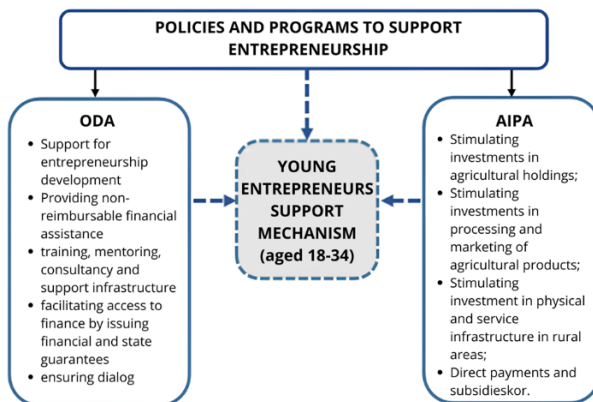 POLICIES AND PROGRAMS TO SUPPORT
ENTREPRENEURSHIP
ODA
• Support for
entrepreneurship
development
• Providing non-
reimbursable financial
assistance
• training, mentoring,
consultancy and
support infrastructure
• facilitating access to
finance by issuing
financial and state
guarantees
• ensuring dialog
YOUNG
ENTREPRENEURS
SUPPORT
MECHANISM
(aged 18-34)
AIPA
• Stimulating
investments in
agricultural holdings;
• Stimulating
investments in
processing and
marketing of
agricultural products;
• Stimulating
investment in physical
and service
infrastructure in rural
areas;
• Direct payments and
subsidieskor.